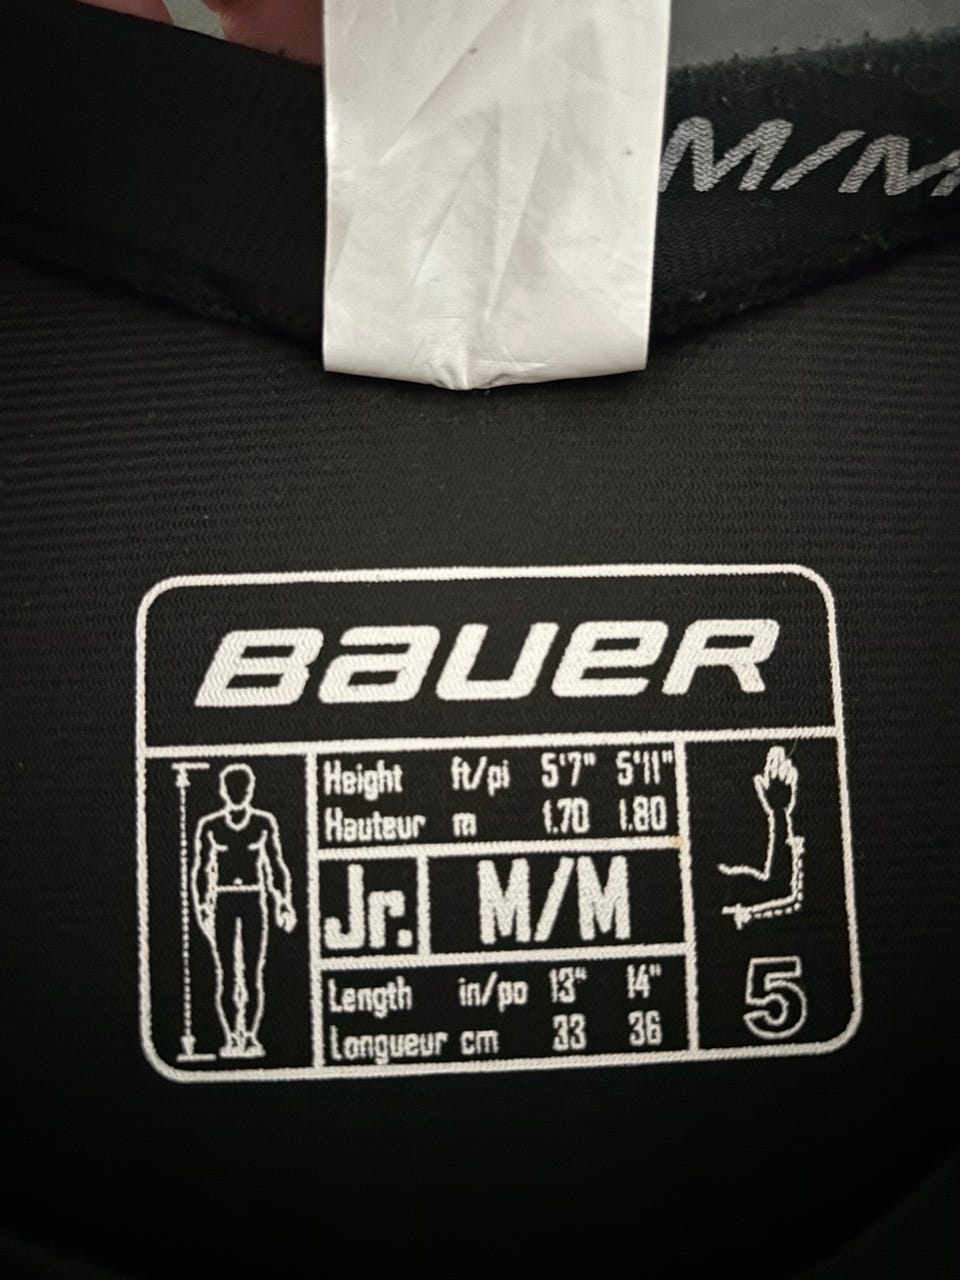 M/M
BAUER
Height ft/pi 5'7" 5'11"
Hauteur m 1.70 1.80
Jr. M/M
Length in/po 13" 14"
Longueur cm 33 36
5